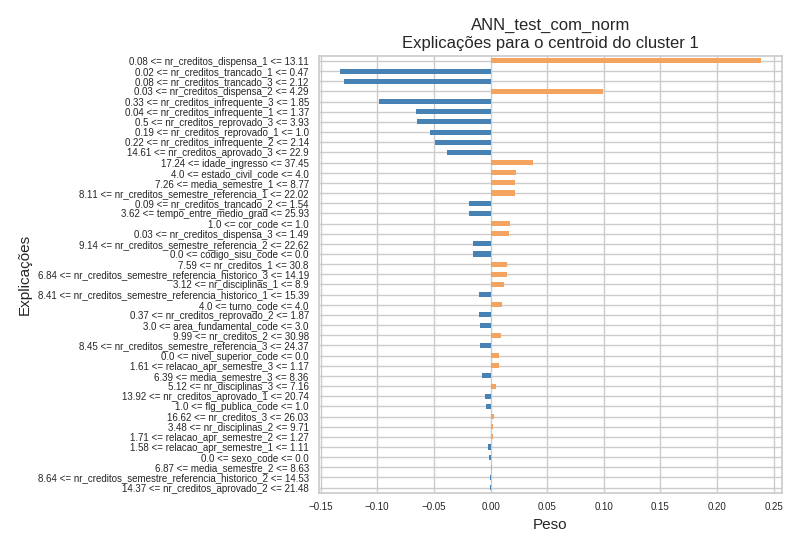 ANN_test_com_norm
Explicações para o centroid do cluster 1
0.08 <= nr_creditos_dispensa_1 <= 13.11
0.02 <= nr_creditos_trancado_1 <= 0.47
0.08 <= nr_creditos_trancado_3 <= 2.12
0.03 <= nr_creditos_dispensa_2 <= 4.29
0.33 <= nr_creditos_infrequente_3 <= 1.85
0.04 <= nr_creditos_infrequente_1 <= 1.37
0.5 <= nr_creditos_reprovado_3 <= 3.93
0.19 <= nr_creditos_reprovado_1 <= 1.0
0.22 <= nr_creditos_infrequente_2 <= 2.14
14.61 <= nr_creditos_aprovado_3 <= 22.9
17.24 <= idade_ingresso <= 37.45
4.0 <= estado_civil_code <= 4.0
7.26 <= media_semestre_1 <= 8.77
8.11 <= nr_creditos_semestre_referencia_1 <= 22.02
0.09 <= nr_creditos_trancado_2 <= 1.54
3.62 <= tempo_entre_medio_grad <= 25.93
1.0 <= cor_code <= 1.0
0.03 <= nr_creditos_dispensa_3 <= 1.49
9.14 <= nr_creditos_semestre_referencia_2 <= 22.62
0.0 <= codigo_sisu_code <= 0.0
7.59 <= nr_creditos_1 <= 30.8
6.84 <= nr_creditos_semestre_referencia_historico_3 <= 14.19
3.12 <= nr_disciplinas_1 <= 8.9
8.41 <= nr_creditos_semestre_referencia_historico_1 <= 15.39
4.0 <= turno_code <= 4.0
0.37 <= nr_creditos_reprovado_2 <= 1.87
3.0 <= area_fundamental_code <= 3.0
9.99 <= nr_creditos_2 <= 30.98
8.45 <= nr_creditos_semestre_referencia_3 <= 24.37
0.0 <= nivel_superior_code <= 0.0
1.61 <= relacao_apr_semestre_3 <= 1.17
6.39 <= media_semestre_3 <= 8.36
5.12 <= nr_disciplinas_3 <= 7.16
13.92 <= nr_creditos_aprovado_1 <= 20.74
1.0 <= flg_publica_code <= 1.0
16.62 <= nr_creditos_3 <= 26.03
3.48 <= nr_disciplinas_2 <= 9.71
1.71 <= relacao_apr_semestre_2 <= 1.27
1.58 <= relacao_apr_semestre_1 <= 1.11
0.0 <= sexo_code <= 0.0
6.87 <= media_semestre_2 <= 8.63
8.64 <= nr_creditos_semestre_referencia_historico_2 <= 14.53
14.37 <= nr_creditos_aprovado_2 <= 21.48
Explicações
−0.15 −0.10 −0.05 0.00 0.05 0.10 0.15 0.20 0.25
Peso